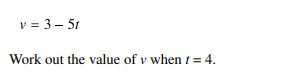 v = 3 – 5t
Work out the value of v when t = 4.